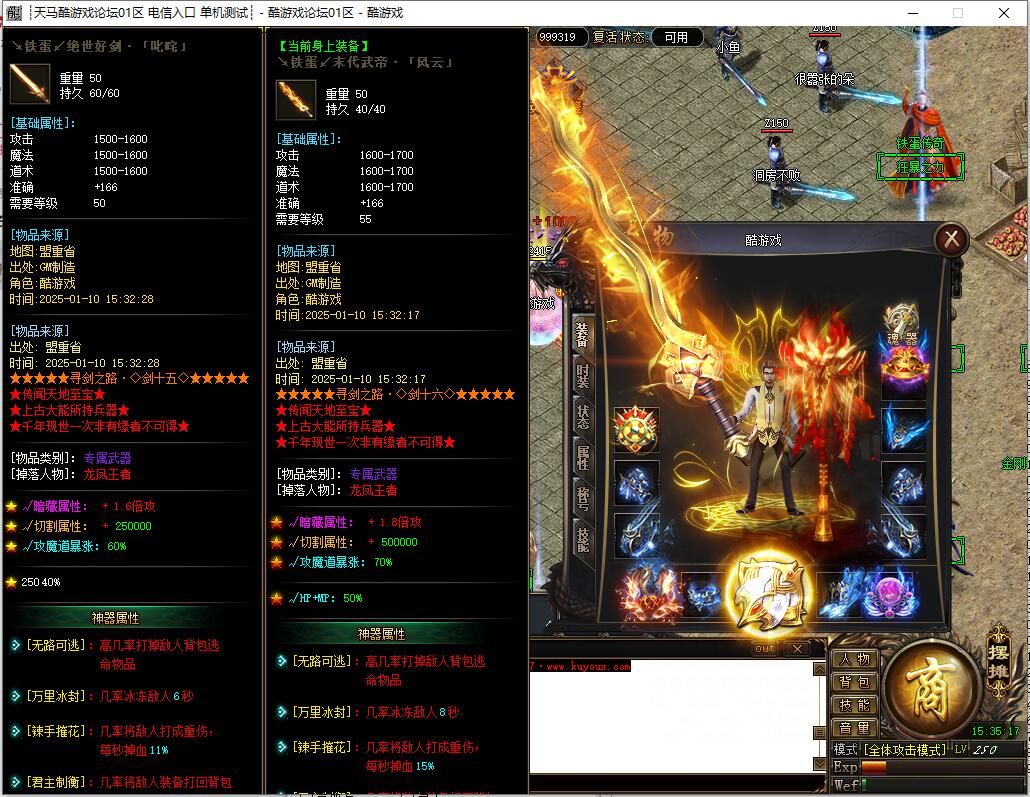 天马酷游戏论坛01区 电信入口 单机测试 - 酷游戏论坛01区 - 酷游戏
↘铁蛋↙绝世好剑·「叱咤」
重量 50
持久 60/60
[基础属性]:
攻击 1500-1600
魔法 1500-1600
道术 1500-1600
准确 +166
需要等级 50
[物品来源]
地图:盟重省
出处:GM制造
角色:酷游戏
时间:2025-01-10 15:32:28
[物品来源]
出处: 盟重省
时间: 2025-01-10 15:32:28
★★★★★寻剑之路·◇剑十五◇★★★★★
★传闻天地至宝★
★上古大能所持兵器★
★千年现世一次非有缘者不可得★
[物品类别]: 专属武器
[掉落人物]: 龙凤王者
√暗藏属性: + 1.6倍攻
√切割属性: + 250000
√攻魔道暴涨: 60%
250 40%
神器属性
[无路可逃]: 高几率打掉敌人背包逃
命物品
[万里冰封]: 几率冰冻敌人6秒
[辣手摧花]: 几率将敌人打成重伤,
每秒掉血11%
[君主制衡]: 几率将敌人装备打回背包
【当前身上装备】
↘铁蛋↙末代武帝·「风云」
重量 50
持久 40/40
[基础属性]:
攻击 1600-1700
魔法 1600-1700
道术 1600-1700
准确 +166
需要等级 55
[物品来源]
地图:盟重省
出处:GM制造
角色:酷游戏
时间:2025-01-10 15:32:17
[物品来源]
出处: 盟重省
时间: 2025-01-10 15:32:17
★★★★★寻剑之路·◇剑十六◇★★★★★
★传闻天地至宝★
★上古大能所持兵器★
★千年现世一次非有缘者不可得★
[物品类别]: 专属武器
[掉落人物]: 龙凤王者
√暗藏属性: + 1.8倍攻
√切割属性: + 500000
√攻魔道暴涨: 70%
√HP+MP: 50%
神器属性
[无路可逃]: 高几率打掉敌人背包逃
命物品
[万里冰封]: 几率冰冻敌人8秒
[辣手摧花]: 几率将敌人打成重伤,
每秒掉血15%
999319 复活状态: 可用
小鱼
Z150
很嚣张的朵
Z150
洞房不败
铁蛋传奇
狂暴之力
物
酷游戏
装备
时装
状态
属性
称号
技能
魂器
游戏
金刚
OUT
www.kuyoux.com
人物
背包
技能
音量
商
摆摊
15:35:17
模式 [全体攻击模式] LV 250
Exp
Wef